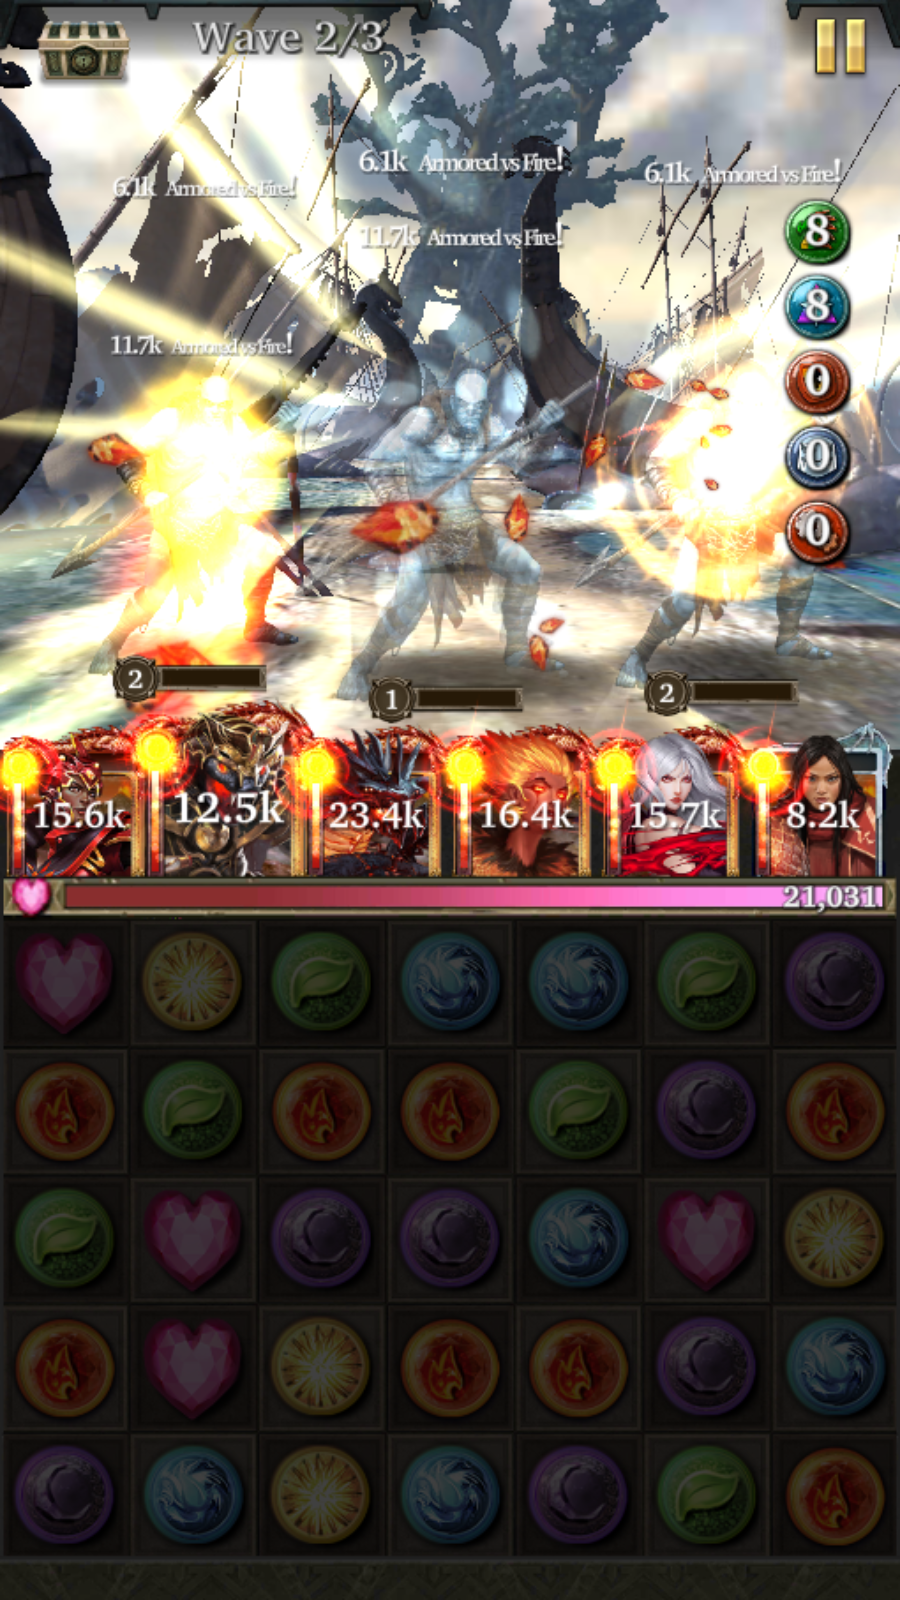 Wave 2/3
6.1k Armored vs Fire!
6.1k Armored vs Fire!
6.1k Armored vs Fire!
11.7k Armored vs Fire!
11.7k Armored vs Fire!
8
8
0
0
0
2
1
2
15.6k
12.5k
23.4k
16.4k
15.7k
8.2k
21,031